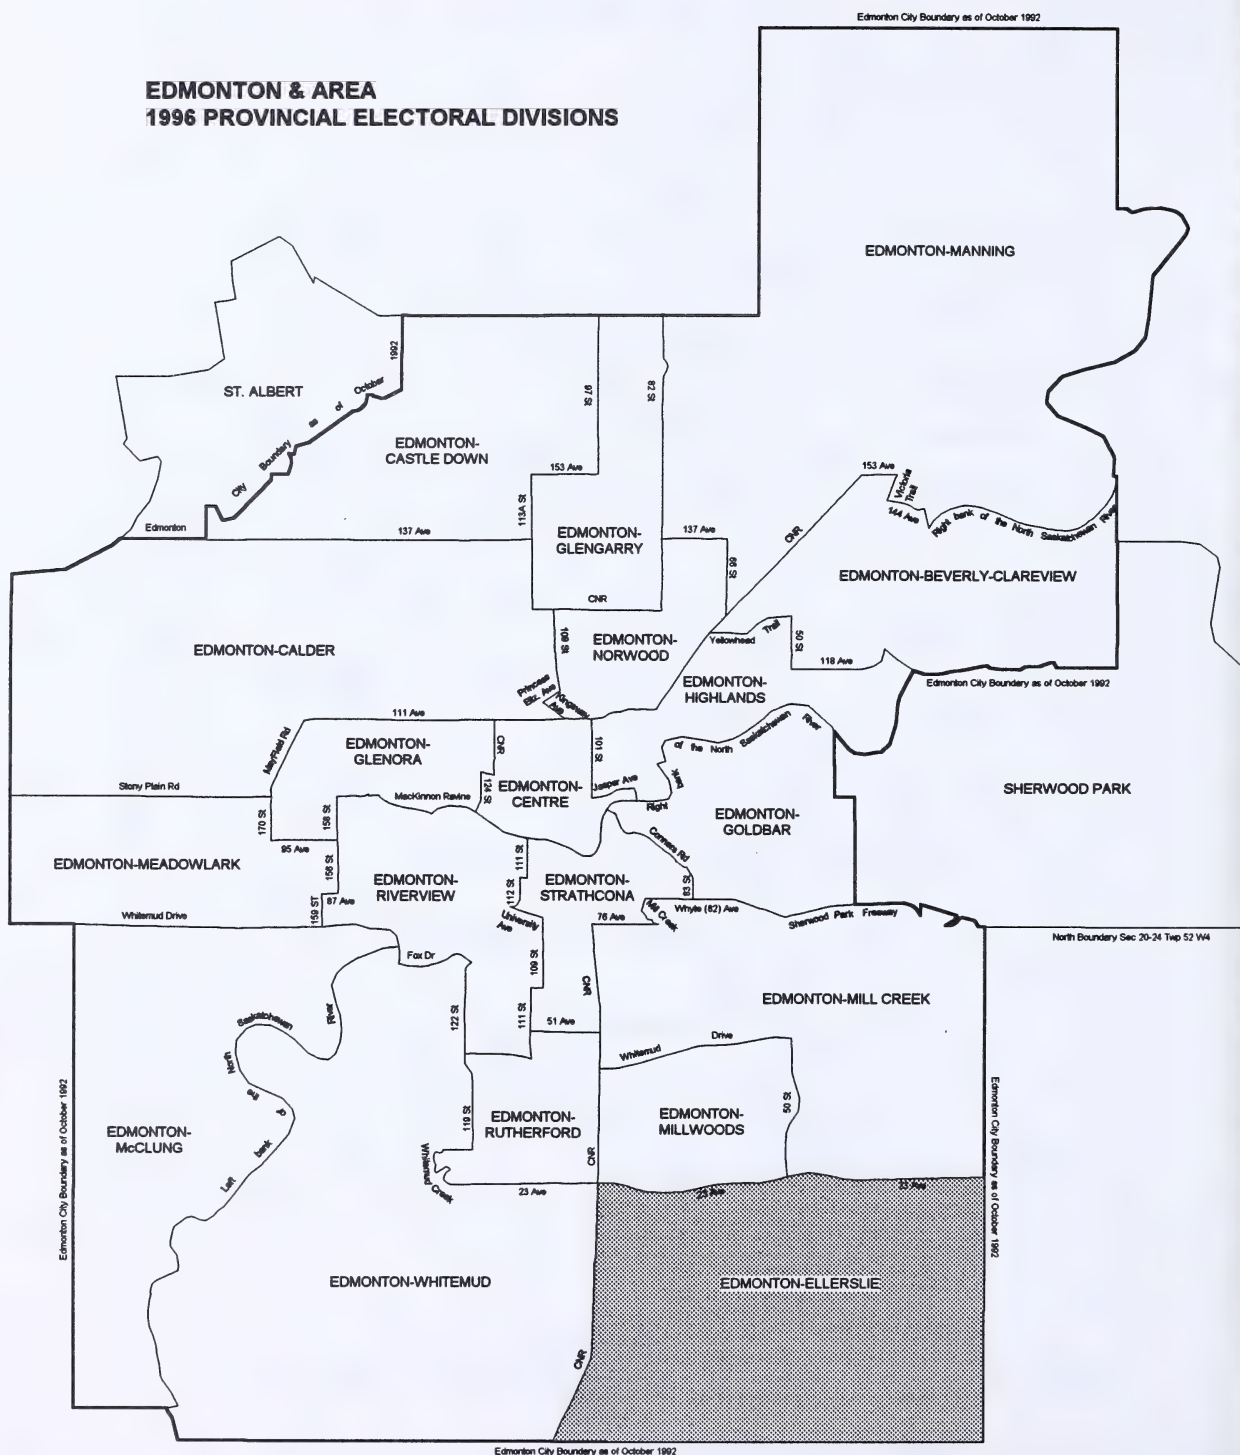 Edmonton City Boundary as of October 1992
EDMONTON & AREA
1996 PROVINCIAL ELECTORAL DIVISIONS
EDMONTON-MANNING
ST. ALBERT
City Boundary as of October 1992
97 St
82 St
EDMONTON-
CASTLE DOWN
153 Ave
153 Ave
Victoria
Trail
144 Ave
Right bank of the North Saskatchewan River
113A St
Edmonton
137 Ave
EDMONTON-
GLENGARRY
137 Ave
CNR
66 St
EDMONTON-BEVERLY-CLAREVIEW
CNR
109 St
EDMONTON-
NORWOOD
Yellowhead Trail
50 St
118 Ave
EDMONTON-CALDER
Princess
Eliz. Ave
Kingsway
Ave
EDMONTON-
HIGHLANDS
Edmonton City Boundary as of October 1992
111 Ave
Mayfield Rd
EDMONTON-
GLENORA
CNR
101 St
Right bank of the North Saskatchewan River
Stony Plain Rd
MacKinnon Ravine
124 St
EDMONTON-
CENTRE
Jasper Ave
SHERWOOD PARK
170 St
156 St
EDMONTON-
GOLDBAR
95 Ave
Connors Rd
EDMONTON-MEADOWLARK
156 St
111 St
EDMONTON-
RIVERVIEW
112 St
EDMONTON-
STRATHCONA
83 St
159 ST
87 Ave
Whitemud Drive
University
Ave
76 Ave
Mill Creek
Whyte (82) Ave
Sherwood Park Freeway
North Boundary Sec 20-24 Twp 52 W4
Fox Dr
109 St
CNR
EDMONTON-MILL CREEK
122 St
111 St
51 Ave
Whitemud Drive
Left bank of the North Saskatchewan River
Edmonton City Boundary as of October 1992
EDMONTON-
McCLUNG
119 St
EDMONTON-
RUTHERFORD
EDMONTON-
MILLWOODS
50 St
Edmonton City Boundary as of October 1992
CNR
Whitemud
Creek
23 Ave
23 Ave
23 Ave
EDMONTON-WHITEMUD
EDMONTON-ELLERSLIE
CNR
Edmonton City Boundary as of October 1992